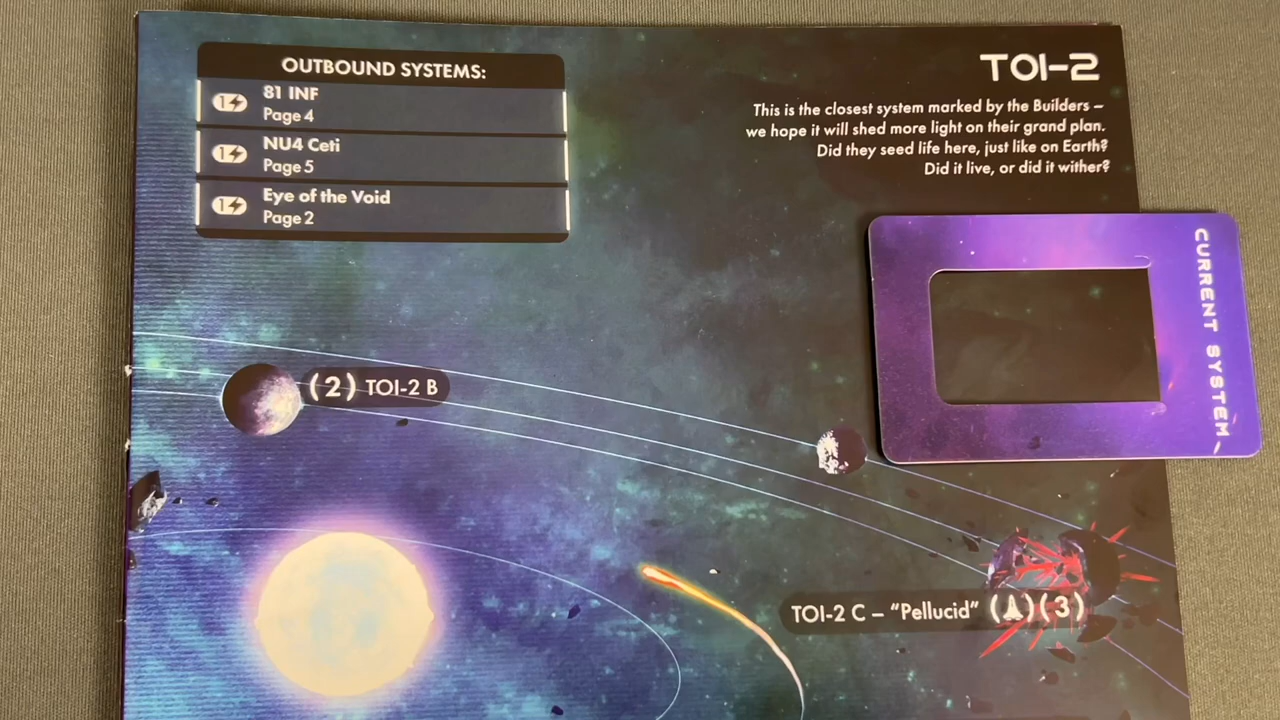 OUTBOUND SYSTEMS:
1
81 INF
Page 4
1
NU4 Ceti
Page 5
1
Eye of the Void
Page 2
TOI-2
This is the closest system marked by the Builders –
we hope it will shed more light on their grand plan.
Did they seed life here, just like on Earth?
Did it live, or did it wither?
CURRENT SYSTEM
(2) TOI-2 B
TOI-2 C – “Pellucid” ( )(3)